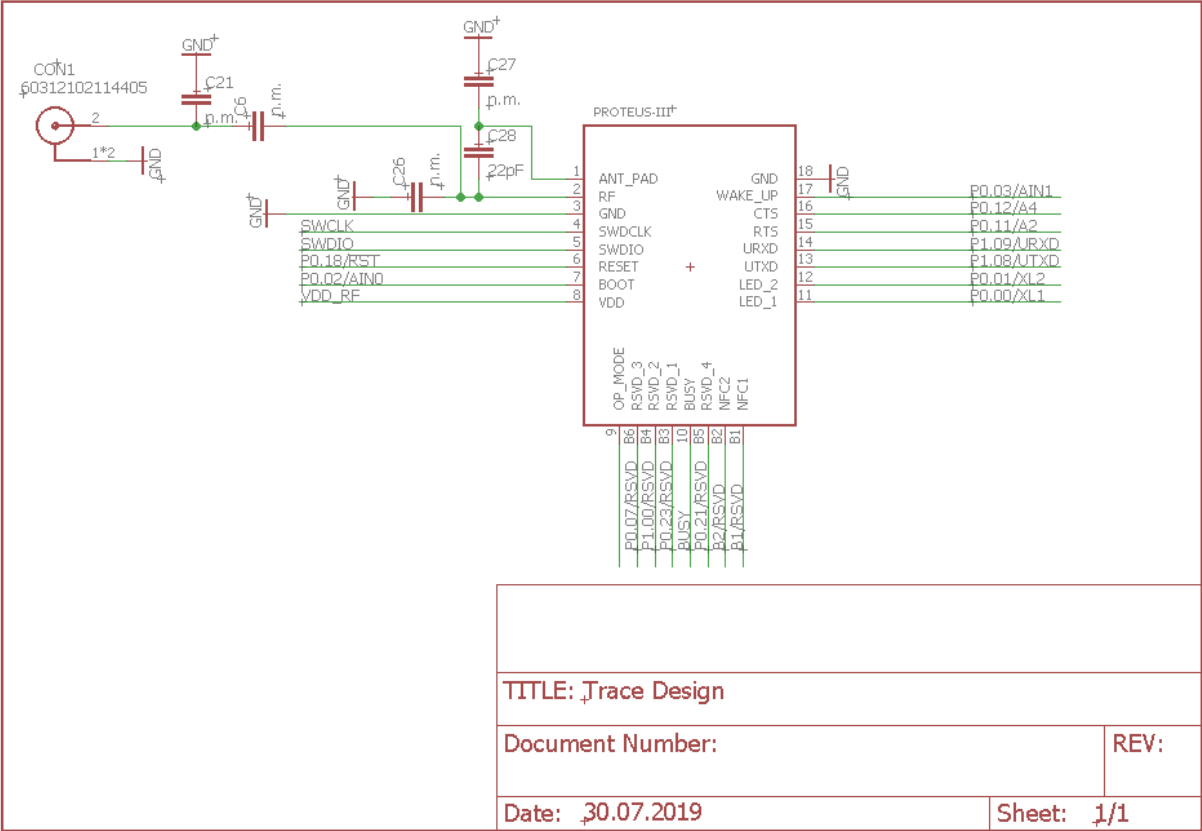 GND
GND
CON1
60312102114405
C21
n.m.
C6
n.m.
C27
n.m.
2
1*2
GND
C28
22pF
C26
n.m.
GND
GND
PROTEUS-III
1 ANT_PAD
2 RF
3 GND
SWCLK 4 SWDCLK
SWDIO 5 SWDIO
P0.18/RST 6 RESET
P0.02/AIN0 7 BOOT
VDD_RF 8 VDD
GND 18 GND
WAKE_UP 17 P0.03/AIN1
CTS 16 P0.12/A4
RTS 15 P0.11/A2
URXD 14 P1.09/URXD
UTXD 13 P1.08/UTXD
LED_2 12 P0.01/XL2
LED_1 11 P0.00/XL1
OP_MODE 9
RSVD_3 B6 P0.07/RSVD
RSVD_2 B4 P1.00/RSVD
RSVD_1 B3 P0.23/RSVD
BUSY 10 BUSY
RSVD_4 B5 P0.21/RSVD
NFC2 B2 B2/RSVD
NFC1 B1 B1/RSVD
TITLE: Trace Design
Document Number:
REV:
Date: 30.07.2019
Sheet: 1/1